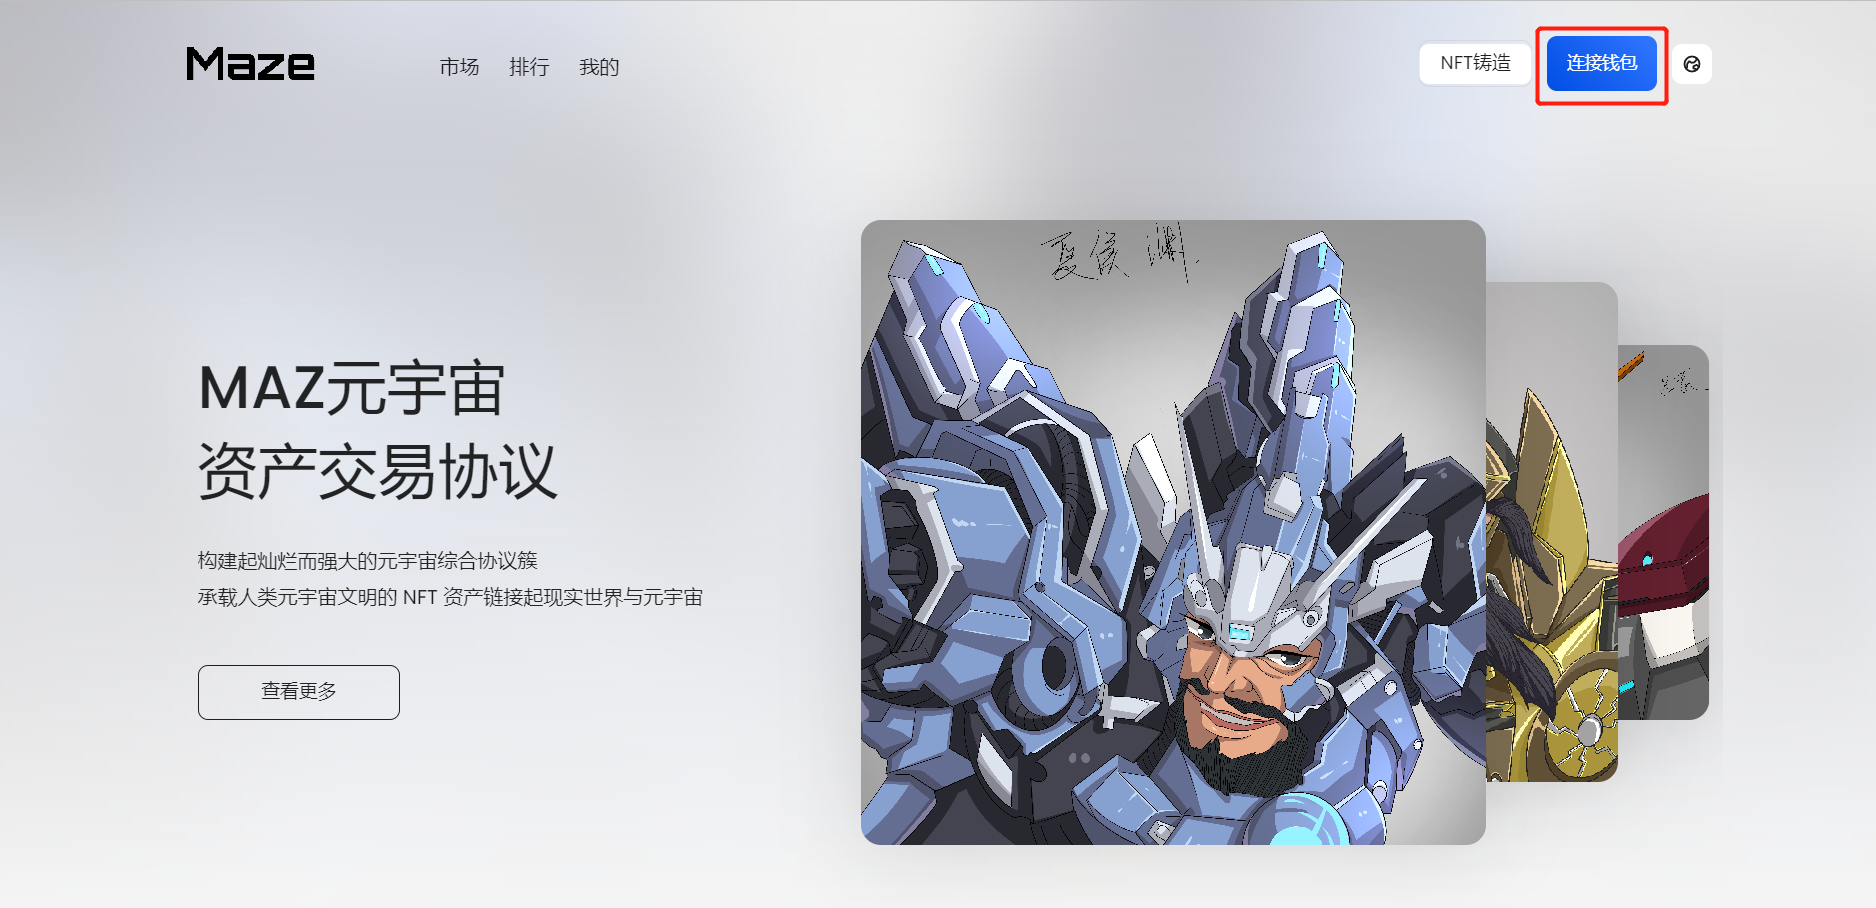 Maze
市场
排行
我的
NFT铸造
连接钱包
夏侯渊
MAZ元宇宙
资产交易协议
构建起灿烂而强大的元宇宙综合协议簇
承载人类元宇宙文明的 NFT 资产链接起现实世界与元宇宙
查看更多